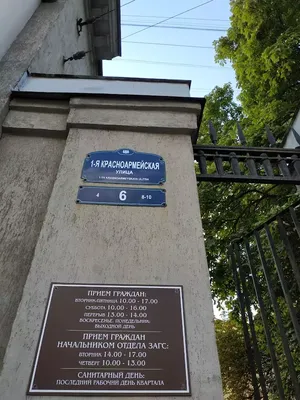 1-Я КРАСНОАРМЕЙСКАЯ
УЛИЦА
4 6 8-10
ПРИЕМ ГРАЖДАН:
ВТОРНИК-ПЯТНИЦА 10.00 - 17.00
СУББОТА 10.00 - 16.00
ПЕРЕРЫВ 13.00 - 14.00
ВОСКРЕСЕНЬЕ, ПОНЕДЕЛЬНИК-
ВЫХОДНОЙ ДЕНЬ
ПРИЕМ ГРАЖДАН
НАЧАЛЬНИКОМ ОТДЕЛА ЗАГС:
ВТОРНИК 14.00 - 17.00
ЧЕТВЕРГ 10.00 - 13.00
САНИТАРНЫЙ ДЕНЬ:
ПОСЛЕДНИЙ РАБОЧИЙ ДЕНЬ КВАРТАЛА